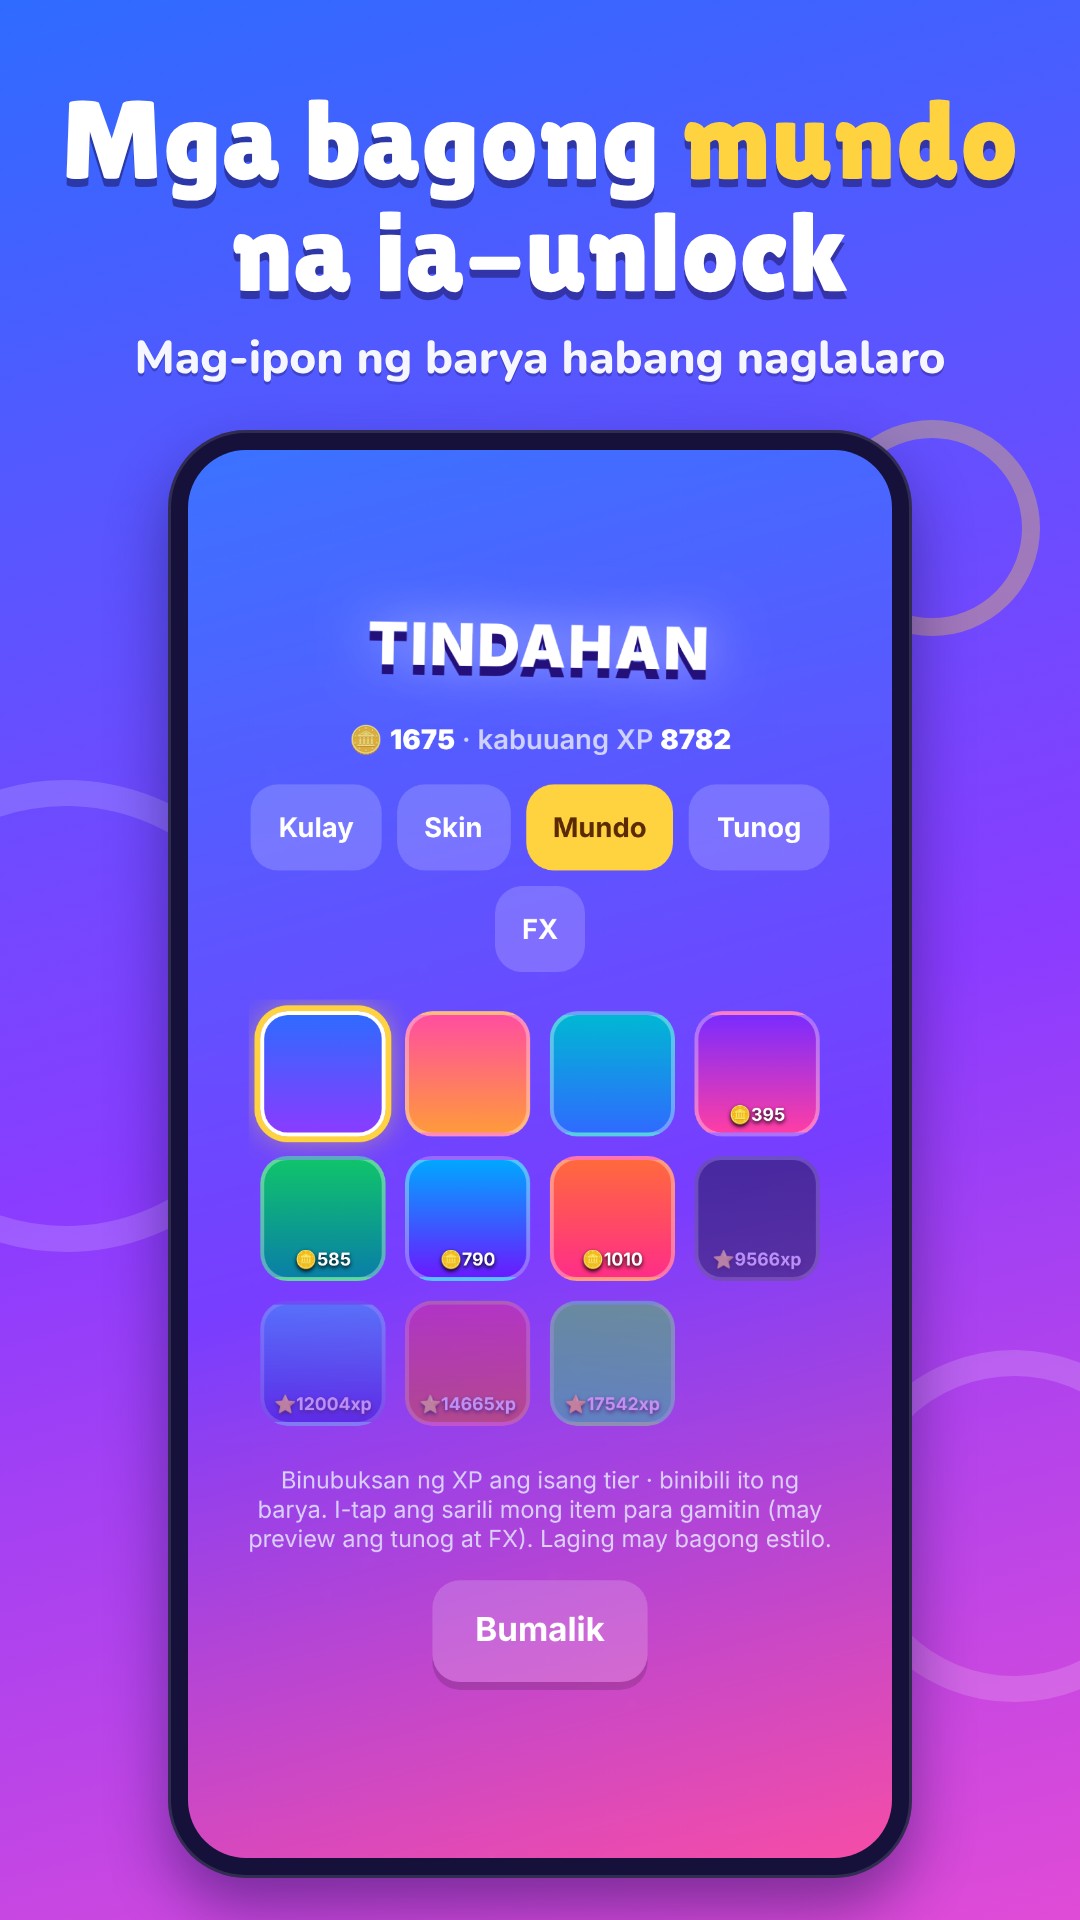 Mga bagong mundo
na ia-unlock
Mag-ipon ng barya habang naglalaro
TINDAHAN
1675 · kabuuang XP 8782
Kulay Skin Mundo Tunog
FX
395
585 790 1010 9566xp
12004xp 14665xp 17542xp
Binubuksan ng XP ang isang tier · binibili ito ng
barya. I-tap ang sarili mong item para gamitin (may
preview ang tunog at FX). Laging may bagong estilo.
Bumalik